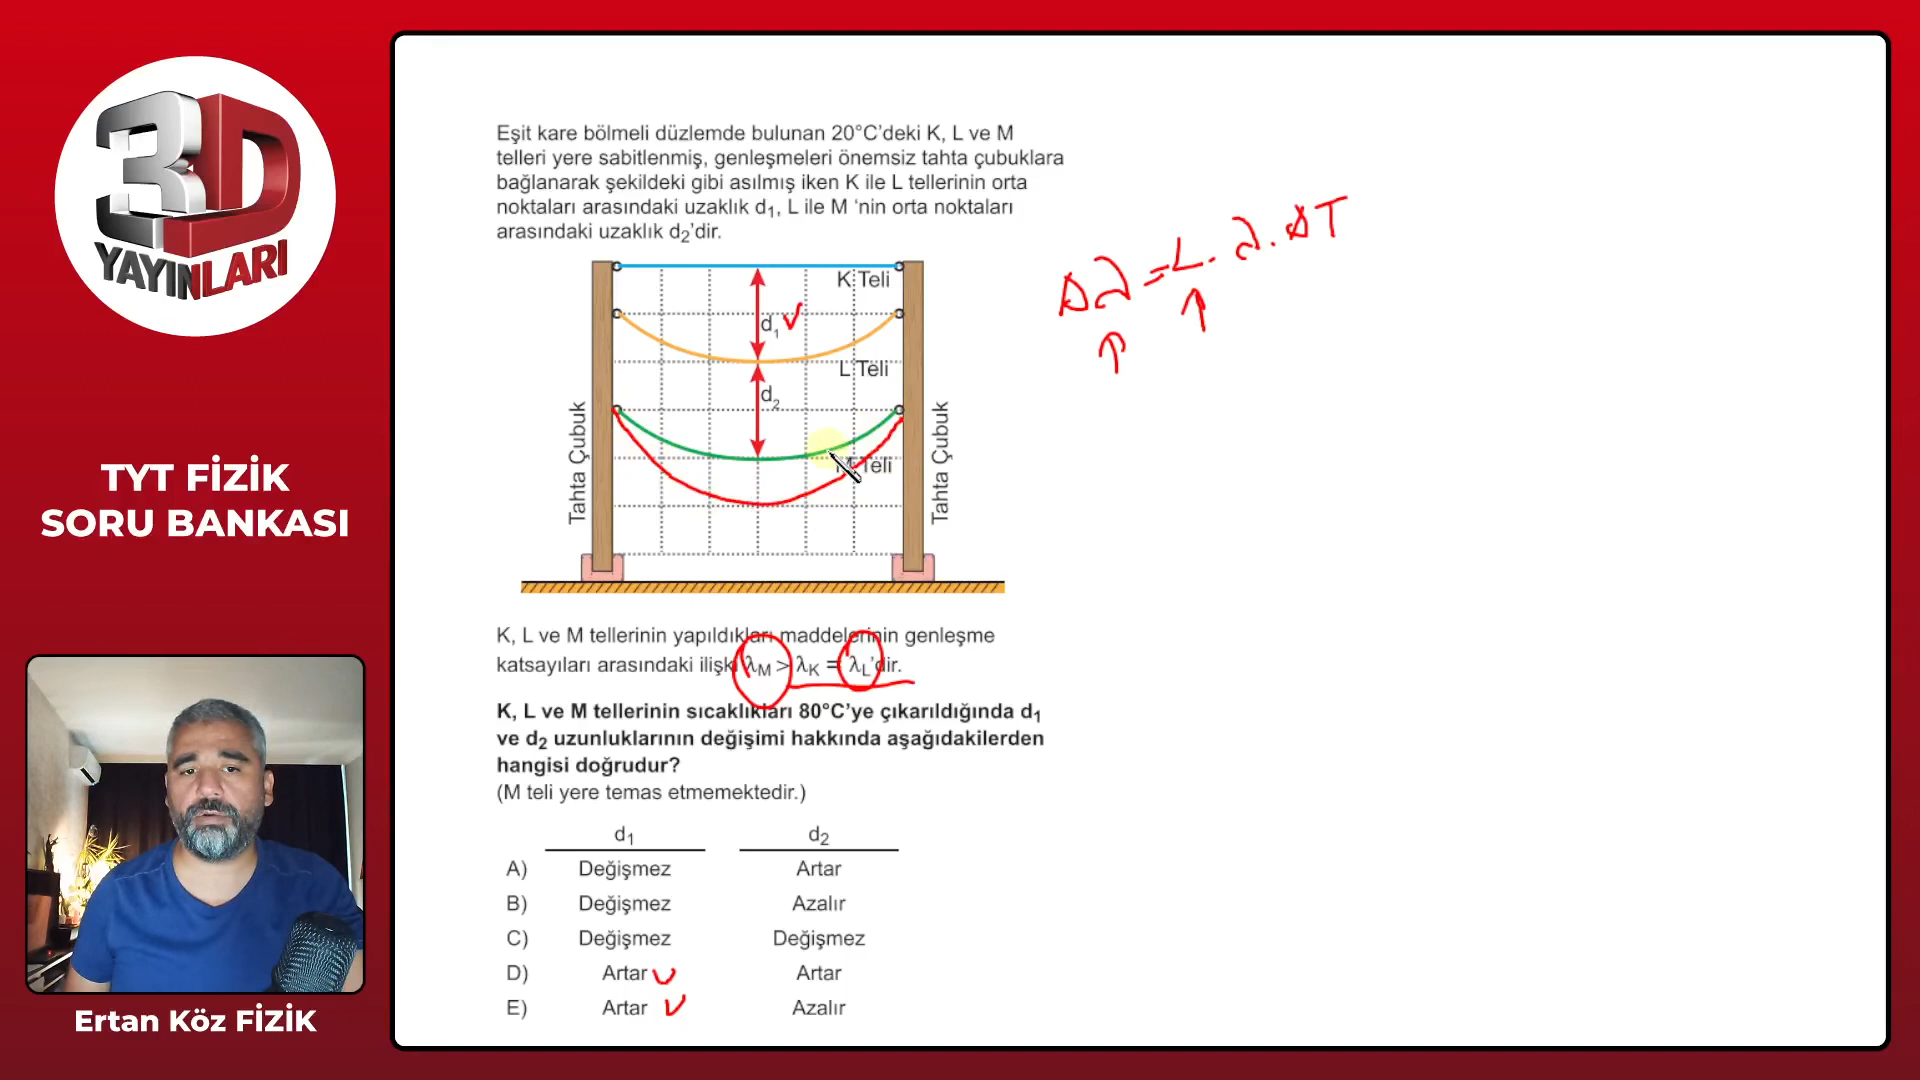 3D
YAYINLARI
TYT FİZİK
SORU BANKASI
Ertan Köz FİZİK
Eşit kare bölmeli düzlemde bulunan 20°C'deki K, L ve M
telleri yere sabitlenmiş, genleşmeleri önemsiz tahta çubuklara
bağlanarak şekildeki gibi asılmış iken K ile L tellerinin orta
noktaları arasındaki uzaklık d₁, L ile M 'nin orta noktaları
arasındaki uzaklık d₂'dir.
K Teli
d₁
L Teli
d₂
M Teli
Tahta Çubuk
Tahta Çubuk
Δλ = L . λ . ΔT
K, L ve M tellerinin yapıldıkları maddelerinin genleşme
katsayıları arasındaki ilişki λM > λK = λL'dir.
K, L ve M tellerinin sıcaklıkları 80°C'ye çıkarıldığında d₁
ve d₂ uzunluklarının değişimi hakkında aşağıdakilerden
hangisi doğrudur?
(M teli yere temas etmemektedir.)
d₁ d₂
A) Değişmez Artar
B) Değişmez Azalır
C) Değişmez Değişmez
D) Artar Artar
E) Artar Azalır